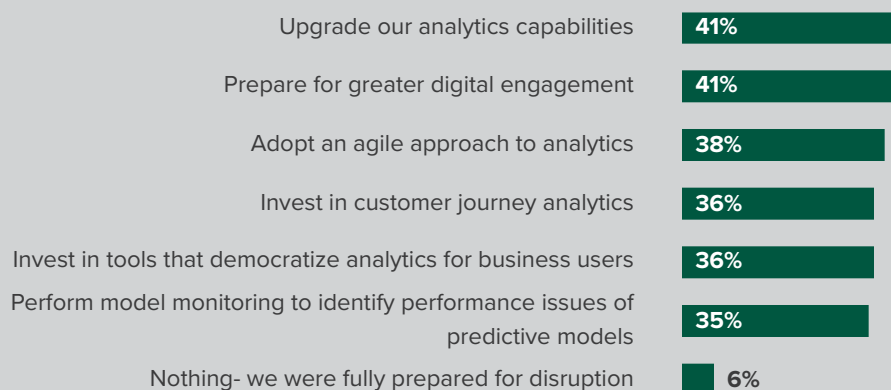 Upgrade our analytics capabilities 41%
Prepare for greater digital engagement 41%
Adopt an agile approach to analytics 38%
Invest in customer journey analytics 36%
Invest in tools that democratize analytics for business users 36%
Perform model monitoring to identify performance issues of
predictive models 35%
Nothing- we were fully prepared for disruption 6%